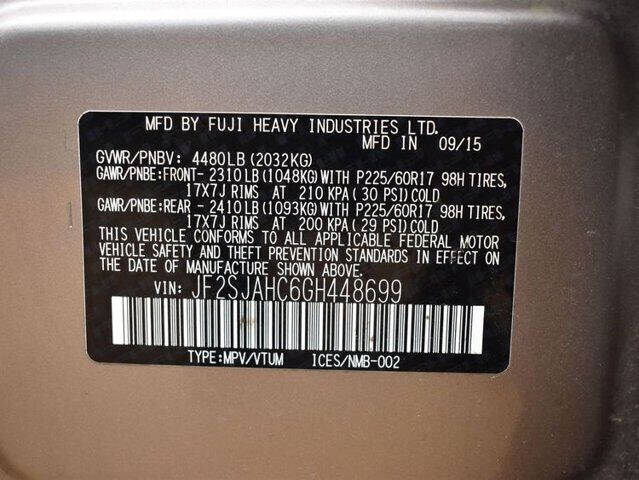 MFD BY FUJI HEAVY INDUSTRIES LTD.
MFD IN 09/15
GVWR/PNBV: 4480LB(2032KG)
GAWR/PNBE:FRONT- 2310LB(1048KG)WITH P225/60R17 98H TIRES,
17X7J RIMS AT 210 KPA(30 PSI)COLD
GAWR/PNBE:REAR - 2410LB(1093KG)WITH P225/60R17 98H TIRES,
17X7J RIMS AT 200 KPA(29 PSI)COLD
THIS VEHICLE CONFORMS TO ALL APPLICABLE FEDERAL MOTOR
VEHICLE SAFETY AND THEFT PREVENTION STANDARDS IN EFFECT ON
THE DATE OF MANUFACTURE SHOWN ABOVE.
VIN: JF2SJAHC6GH448699
TYPE:MPV/VTUM ICES/NMB-002